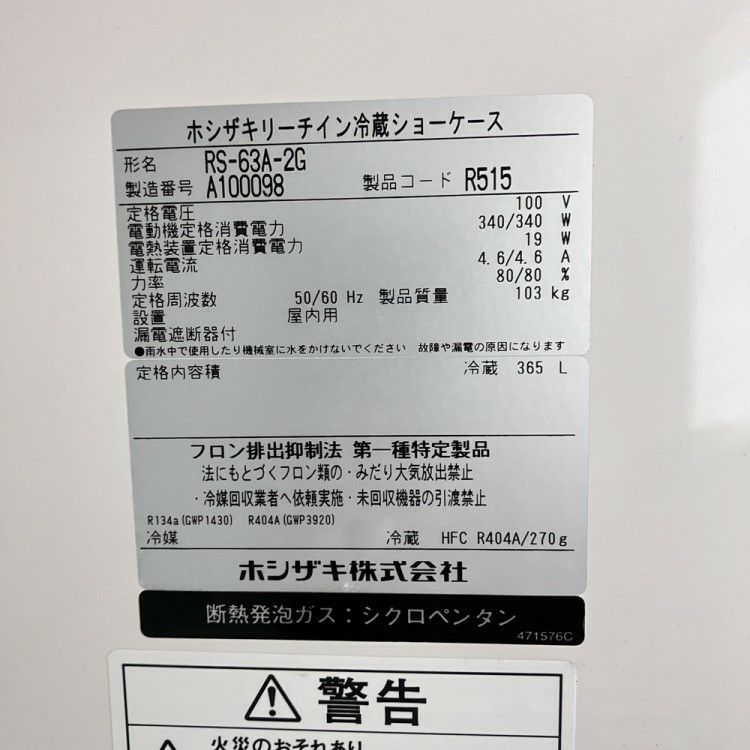 ホシザキリーチイン冷蔵ショーケース
形名 RS-63A-2G
製造番号 A100098 製品コード R515
定格電圧 100 V
電動機定格消費電力 340/340 W
電熱装置定格消費電力 19 W
運転電流 4.6/4.6 A
力率 80/80 %
定格周波数 50/60 Hz 製品質量 103 kg
設置 屋内用
漏電遮断器付
●雨水中で使用したり機械室に水をかけないでください 故障や漏電の原因になります
定格内容積 冷蔵 365 L
フロン排出抑制法 第一種特定製品
法にもとづくフロン類の・みだり大気放出禁止
・冷媒回収業者へ依頼実施・未回収機器の引渡禁止
R134a(GWP1430) R404A(GWP3920)
冷媒 冷蔵 HFC R404A/270g
ホシザキ株式会社
断熱発泡ガス：シクロペンタン
471576C
警告
火災のおそれあり